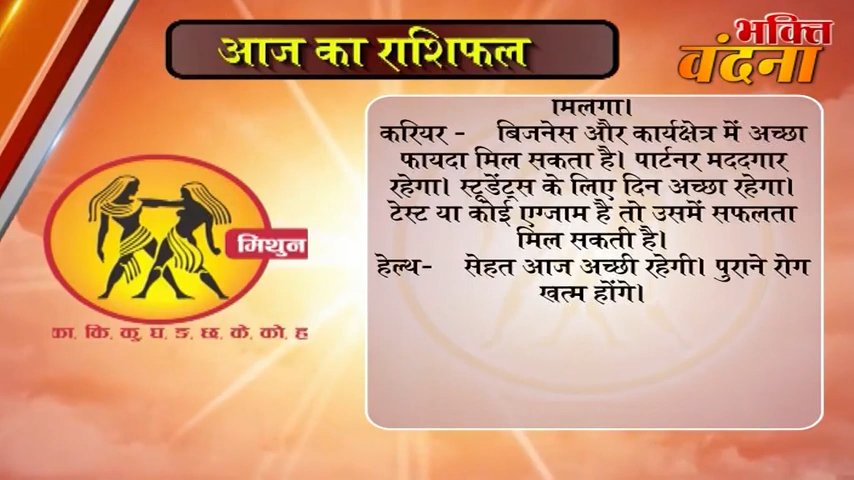 आज का राशिफल
भक्ति
वंदना
मिलेगा।
करियर - बिजनेस और कार्यक्षेत्र में अच्छा
फायदा मिल सकता है। पार्टनर मददगार
रहेगा। स्टूडेंट्स के लिए दिन अच्छा रहेगा।
टेस्ट या कोई एग्जाम है तो उसमें सफलता
मिल सकती है।
हेल्थ- सेहत आज अच्छी रहेगी। पुराने रोग
खत्म होंगे।
मिथुन
का, कि, कु, घ, ङ, छ, के, को, ह